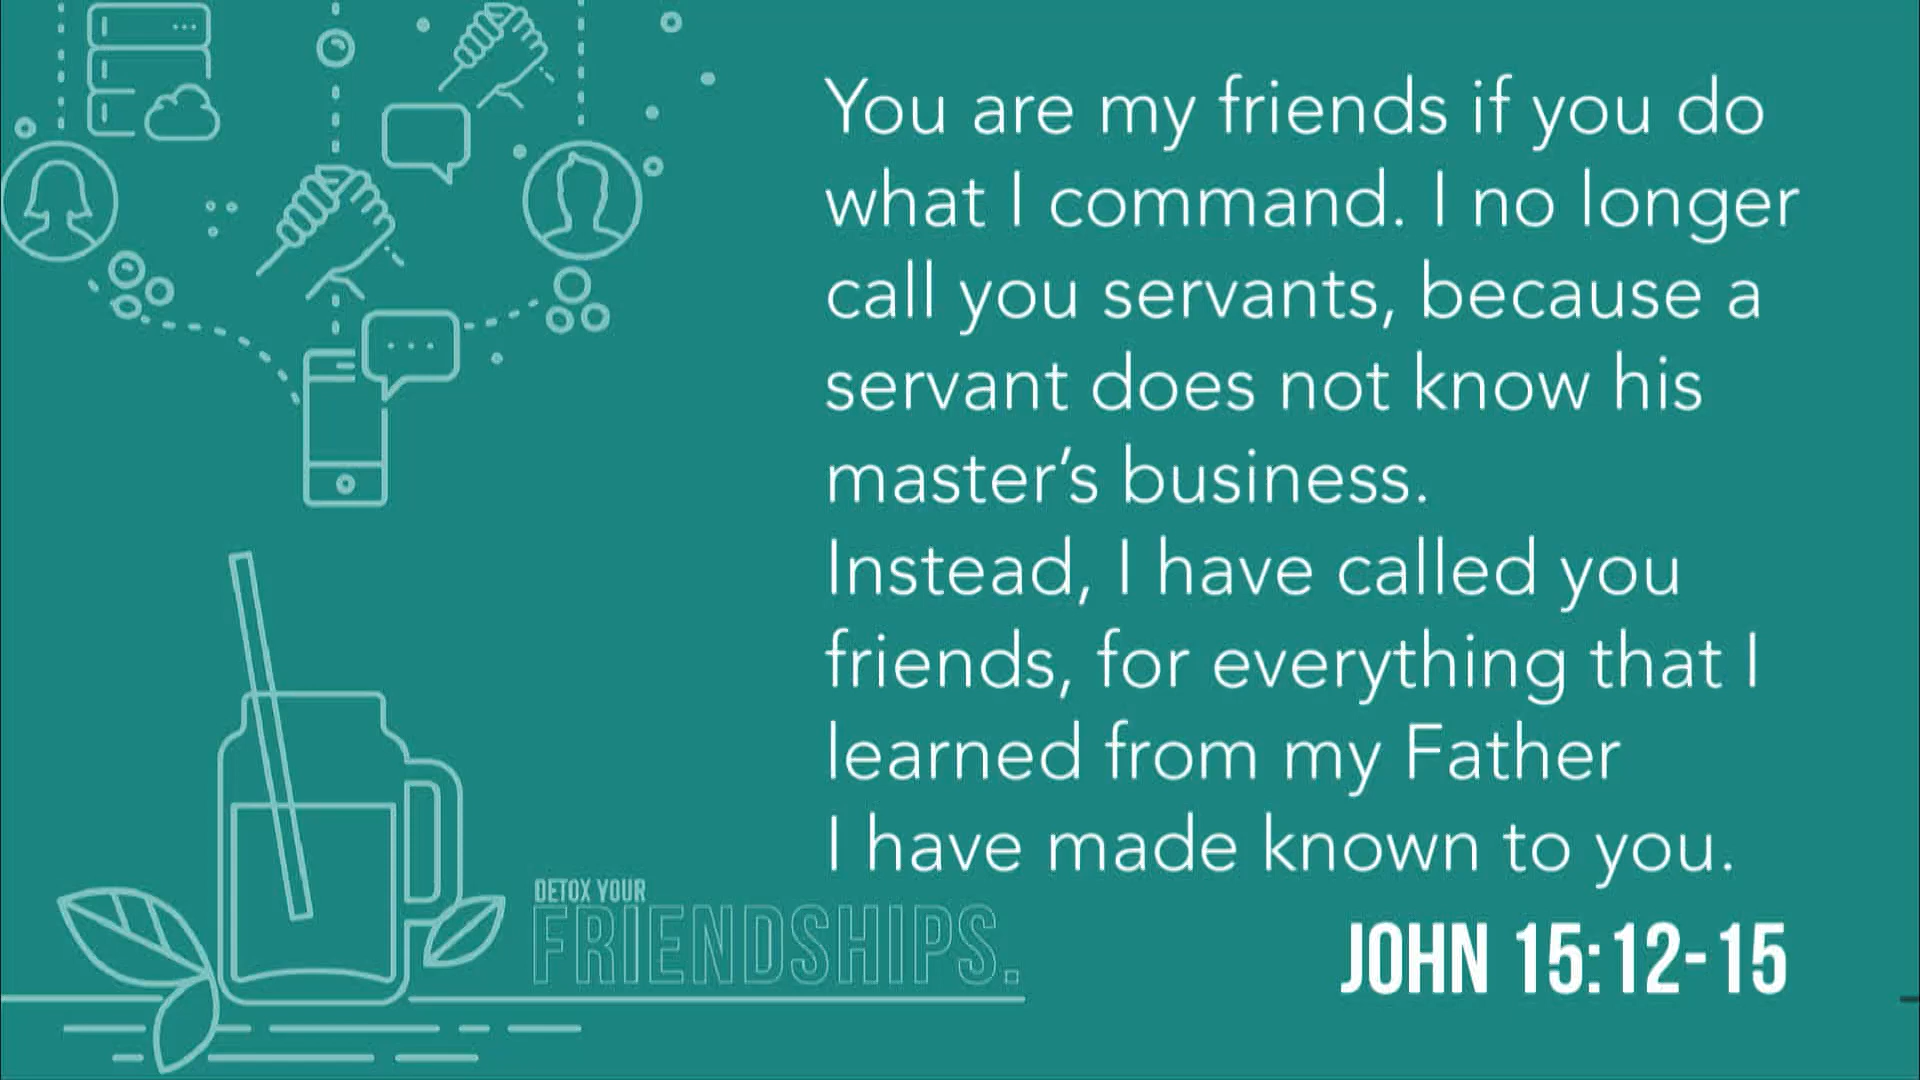 You are my friends if you do
what I command. I no longer
call you servants, because a
servant does not know his
master’s business.
Instead, I have called you
friends, for everything that I
learned from my Father
I have made known to you.
JOHN 15:12-15
DETOX YOUR
FRIENDSHIPS.